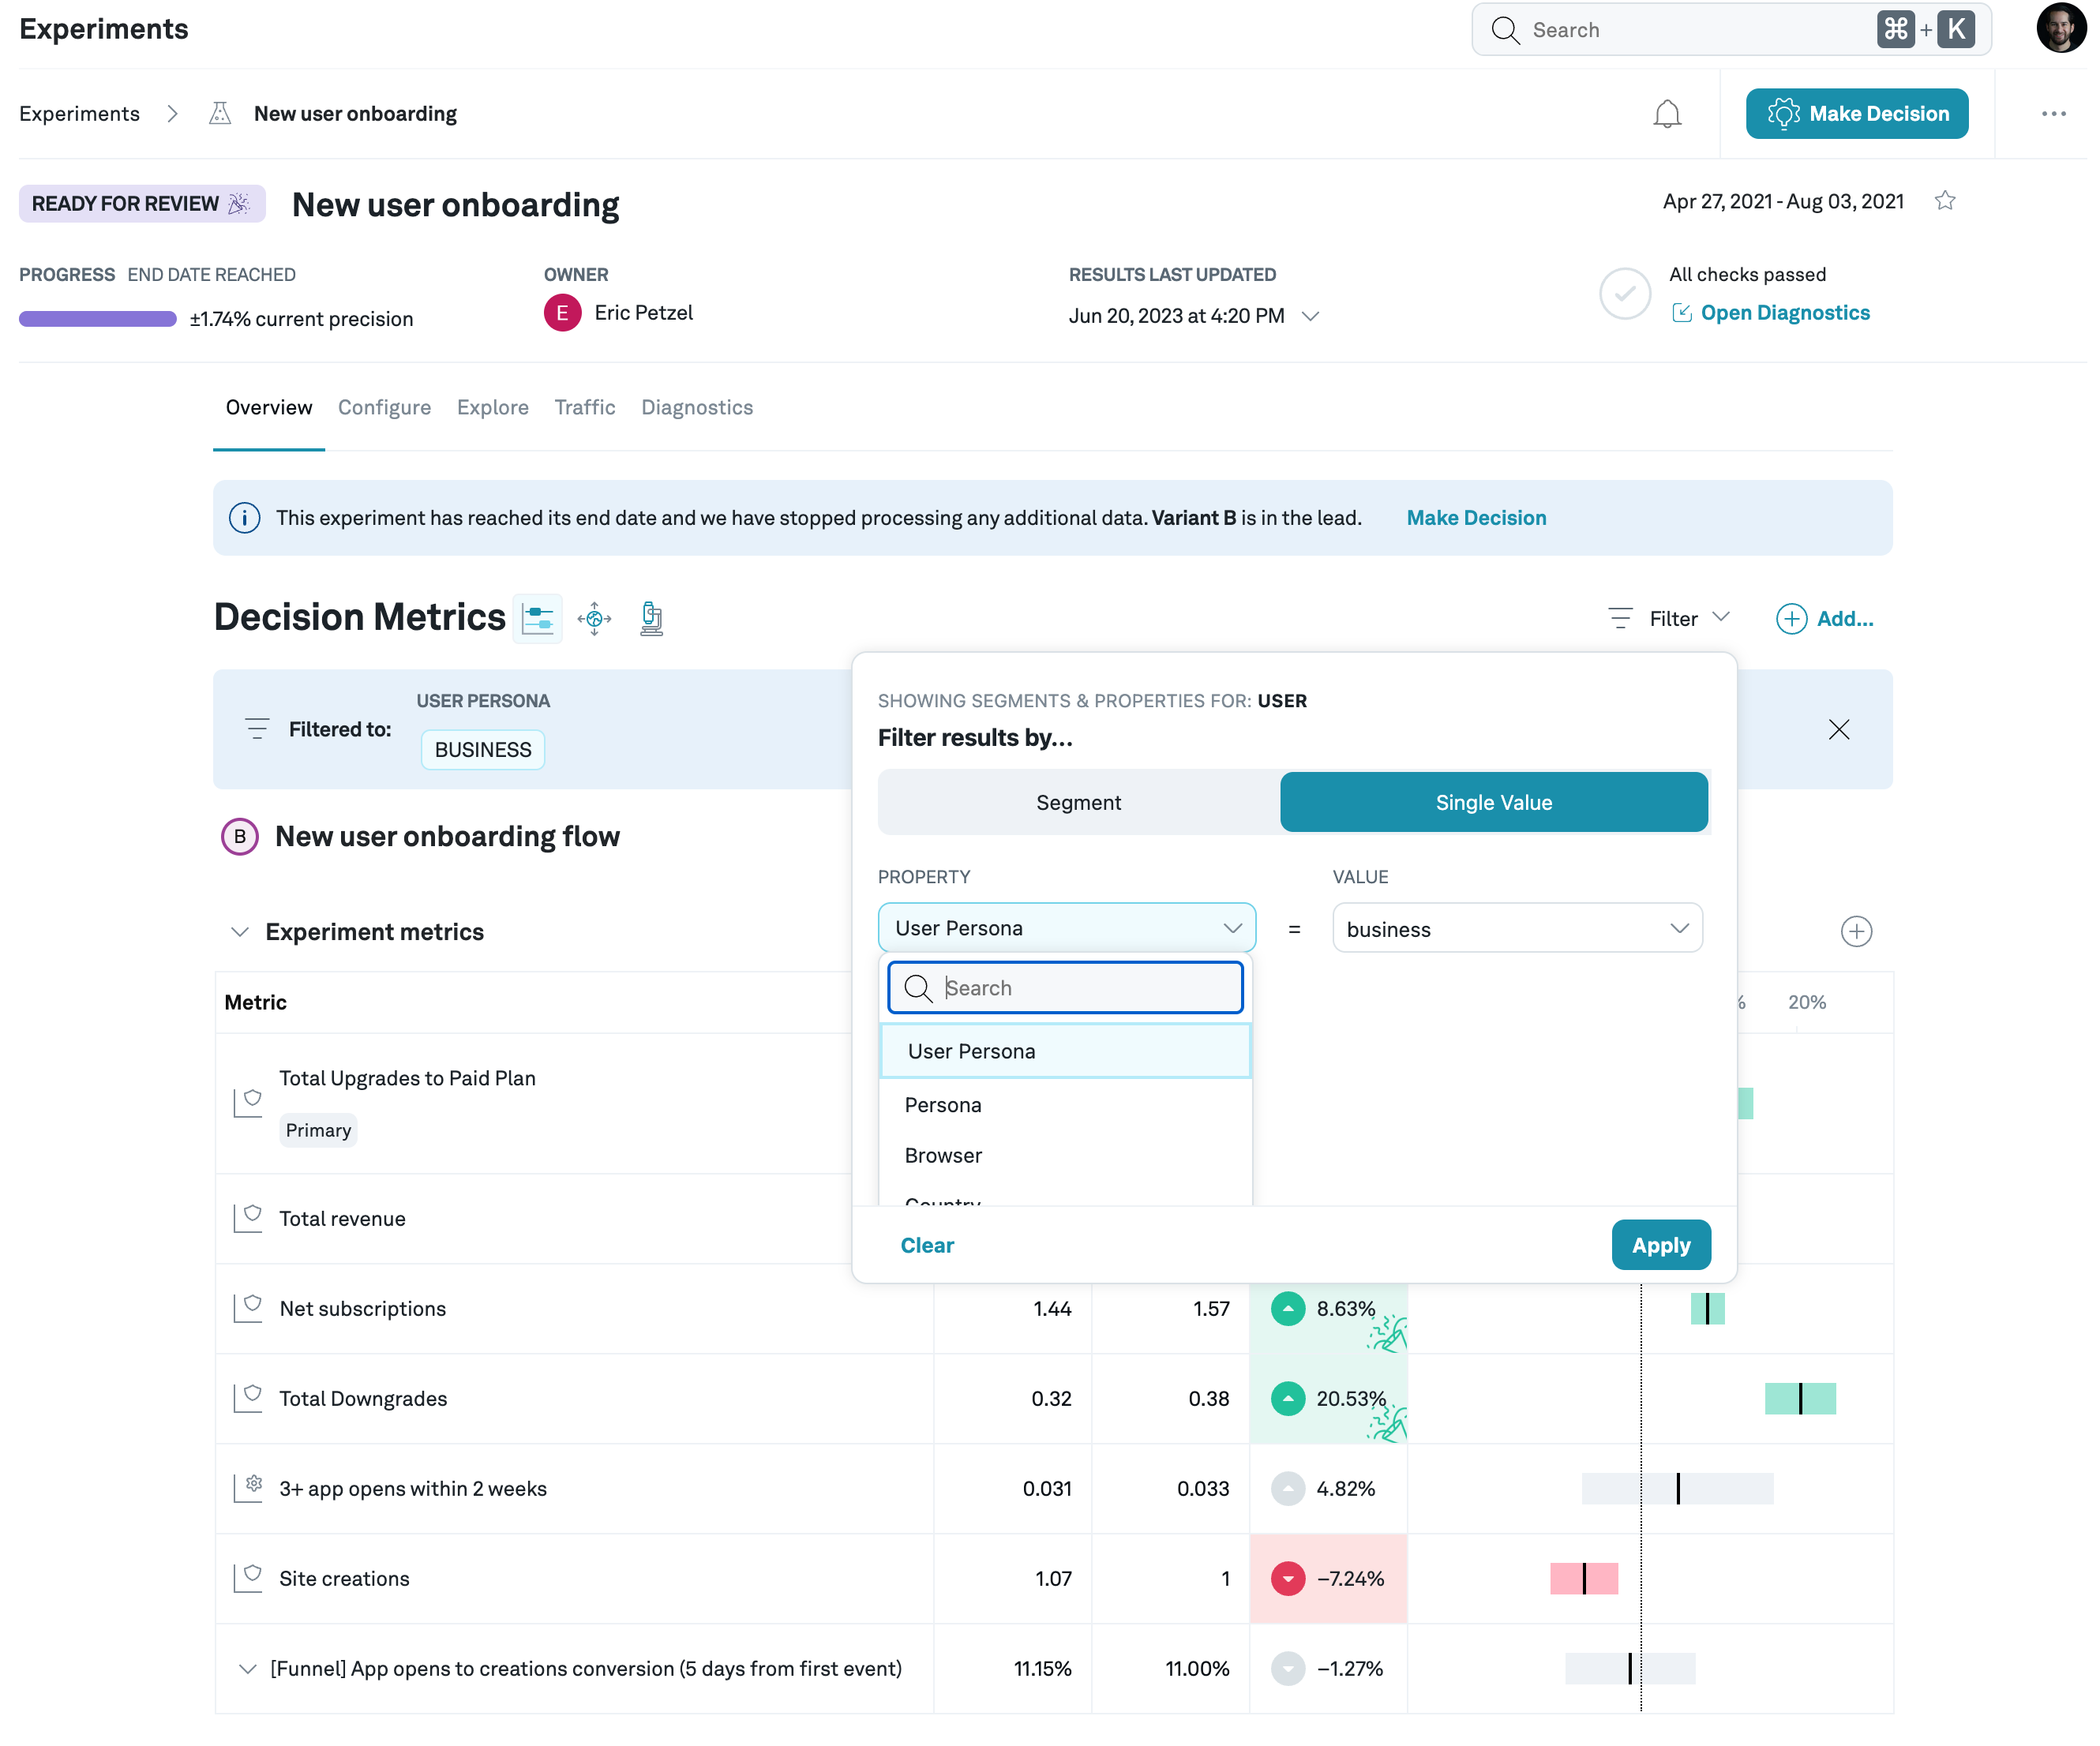 Experiments
Search
⌘ + K
Experiments
New user onboarding
Make Decision
READY FOR REVIEW
New user onboarding
Apr 27, 2021 - Aug 03, 2021
PROGRESS END DATE REACHED
±1.74% current precision
OWNER
E
Eric Petzel
RESULTS LAST UPDATED
Jun 20, 2023 at 4:20 PM
All checks passed
Open Diagnostics
Overview
Configure
Explore
Traffic
Diagnostics
This experiment has reached its end date and we have stopped processing any additional data. Variant B is in the lead.
Make Decision
Decision Metrics
Filter
Add...
Filtered to:
USER PERSONA
BUSINESS
SHOWING SEGMENTS & PROPERTIES FOR: USER
Filter results by...
Segment
Single Value
PROPERTY
VALUE
User Persona
=
business
Search
User Persona
Persona
Browser
Country
Clear
Apply
B
New user onboarding flow
Experiment metrics
Metric
20%
Total Upgrades to Paid Plan
Primary
Total revenue
Net subscriptions
1.44
1.57
8.63%
Total Downgrades
0.32
0.38
20.53%
3+ app opens within 2 weeks
0.031
0.033
4.82%
Site creations
1.07
1
–7.24%
[Funnel] App opens to creations conversion (5 days from first event)
11.15%
11.00%
–1.27%